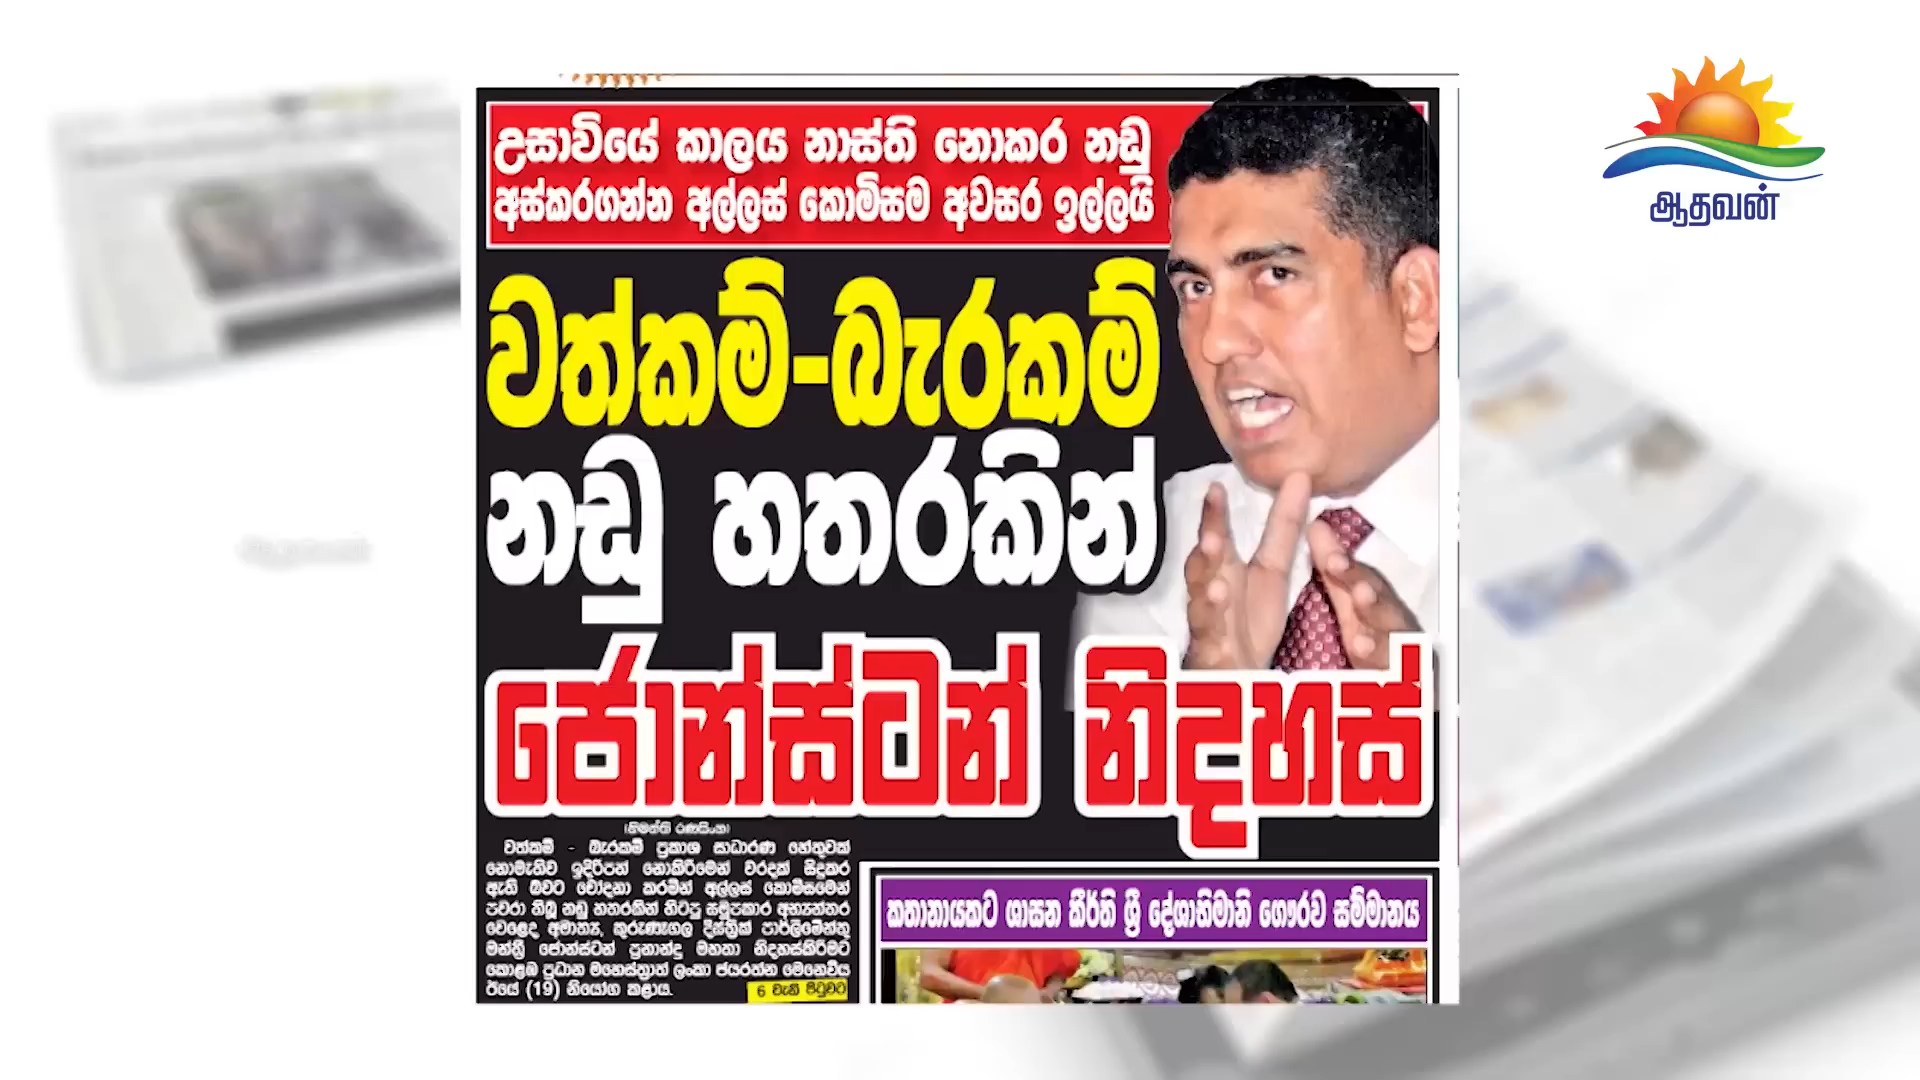 உஆதவன்
උසාවියේ කාලය නාස්ති නොකර නඩු
අස්කරගන්න අල්ලස් කොමිසම අවසර ඉල්ලයි
වත්කම්-බැරකම්
නඩු හතරකින්
ජොන්ස්ටන් නිදහස්
(නිමන්ති රණසිංහ)
වත්කම් - බැරකම් ප්‍රකාශ සාධාරණ හේතුවක්
නොමැතිව ඉදිරිපත් නොකිරීමෙන් වරදක් සිදුකර
ඇති බවට චෝදනා කරමින් අල්ලස් කොමිසමෙන්
පවරා තිබූ නඩු හතරකින් හිටපු සමුපකාර අභ්‍යන්තර
වෙළෙඳ අමාත්‍ය, කුරුණෑගල දිස්ත්‍රික් පාර්ලිමේන්තු
මන්ත්‍රී ජොන්ස්ටන් ප්‍රනාන්දු මහතා නිදහස්කිරීමට
කොළඹ ප්‍රධාන මහෙස්ත්‍රාත් ලංකා ජයරත්න මෙනෙවිය
ඊයේ (19) නියෝග කළාය.
6 වැනි පිටුවට
කතානායකට ශාසන කීර්ති ශ්‍රී දේශාභිමානි ගෞරව සම්මානය